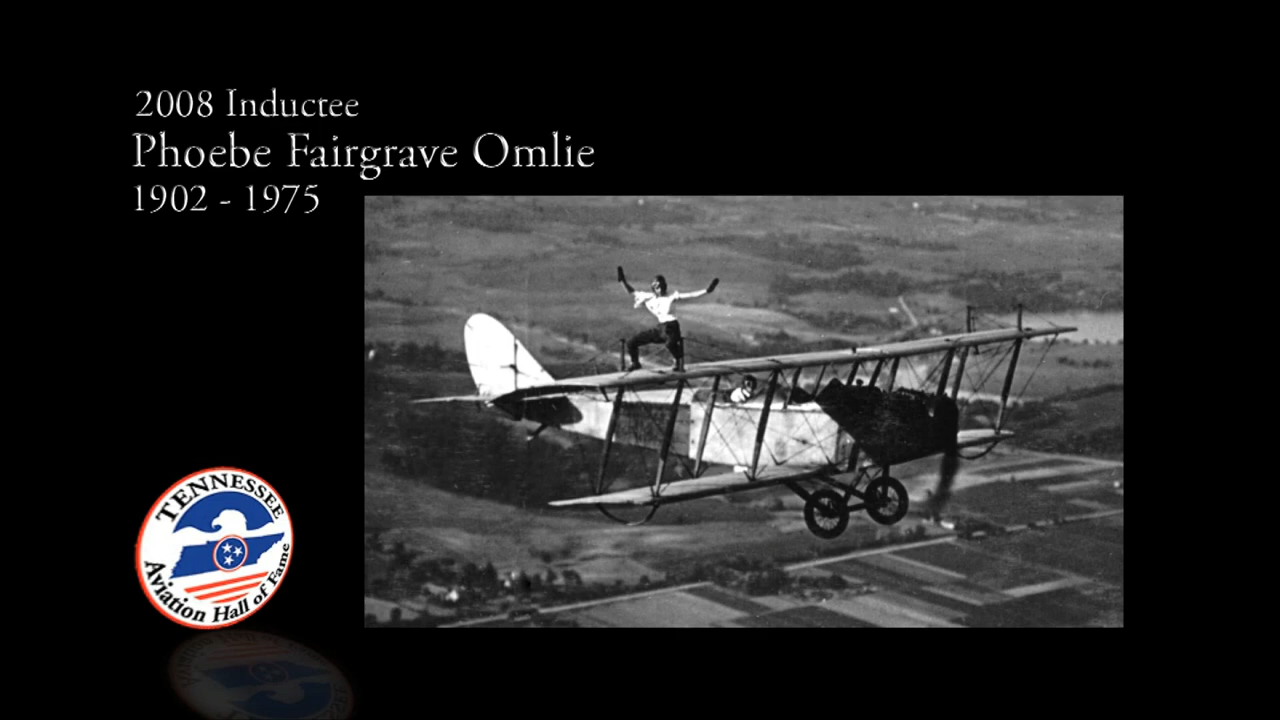 2008 Inductee
Phoebe Fairgrave Omlie
1902 - 1975
TENNESSEE
Aviation Hall of Fame